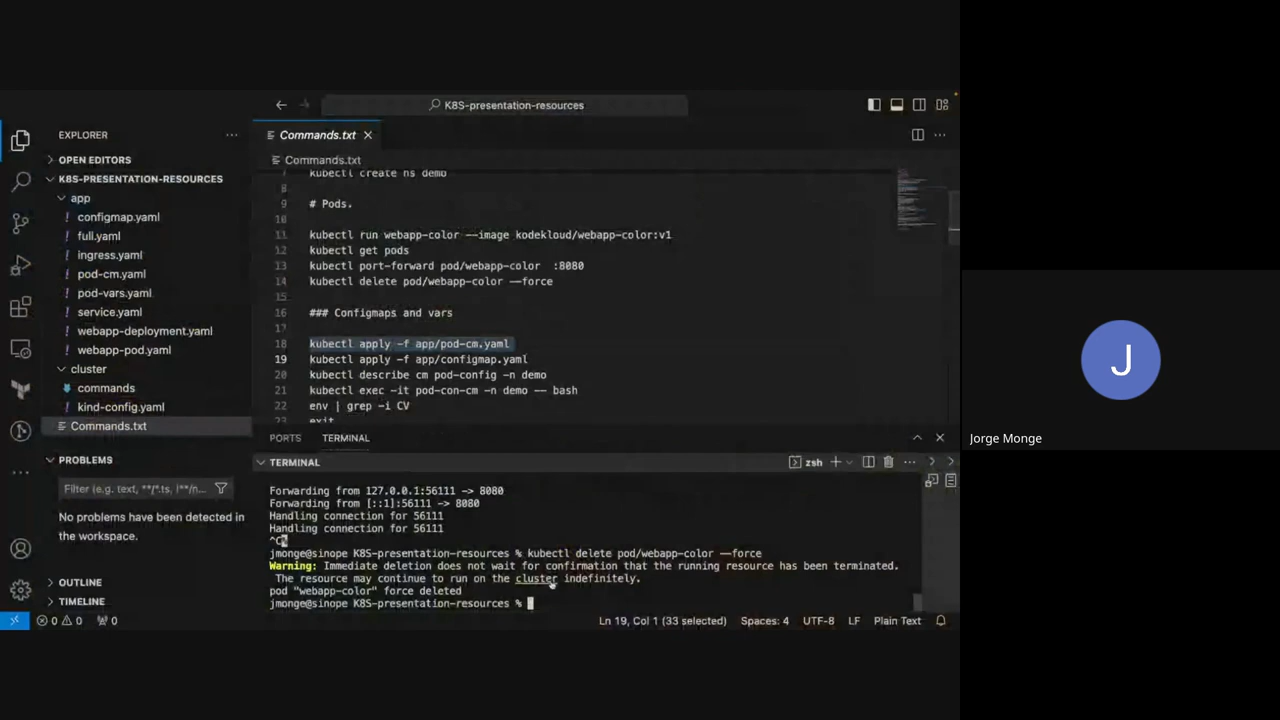 K8S-presentation-resources
EXPLORER
OPEN EDITORS
K8S-PRESENTATION-RESOURCES
app
configmap.yaml
full.yaml
ingress.yaml
pod-cm.yaml
pod-vars.yaml
service.yaml
webapp-deployment.yaml
webapp-pod.yaml
cluster
commands
kind-config.yaml
Commands.txt
PROBLEMS
Filter (e.g. text, **/*.ts, !**/n...
No problems have been detected in
the workspace.
OUTLINE
TIMELINE
Commands.txt
Commands.txt
7 kubectl create ns demo
8
9 # Pods.
10
11 kubectl run webapp-color --image kodekloud/webapp-color:v1
12 kubectl get pods
13 kubectl port-forward pod/webapp-color :8080
14 kubectl delete pod/webapp-color --force
15
16 ### Configmaps and vars
17
18 kubectl apply -f app/pod-cm.yaml
19 kubectl apply -f app/configmap.yaml
20 kubectl describe cm pod-config -n demo
21 kubectl exec -it pod-con-cm -n demo -- bash
22 env | grep -i CV
23 exit
PORTS TERMINAL
TERMINAL
zsh
Forwarding from 127.0.0.1:56111 -> 8080
Forwarding from [::1]:56111 -> 8080
Handling connection for 56111
Handling connection for 56111
^C%
jmonge@sinope K8S-presentation-resources % kubectl delete pod/webapp-color --force
Warning: Immediate deletion does not wait for confirmation that the running resource has been terminated.
The resource may continue to run on the cluster indefinitely.
pod "webapp-color" force deleted
jmonge@sinope K8S-presentation-resources %
0 0 0 Ln 19, Col 1 (33 selected) Spaces: 4 UTF-8 LF Plain Text
J
Jorge Monge